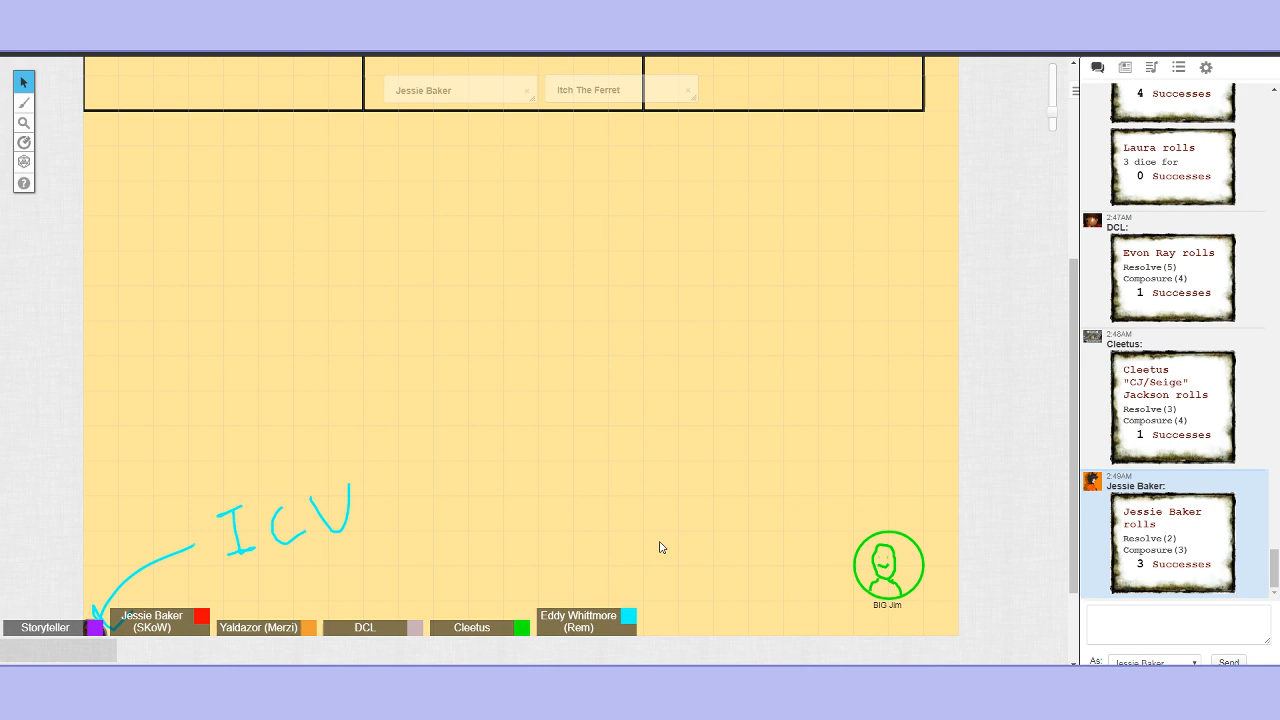 Jessie Baker ×
Itch The Ferret ×
ICU
BIG Jim
Storyteller
Jessie Baker
(SKoW)
Yaldazor (Merzi)
DCL
Cleetus
Eddy Whittmore
(Rem)
4 Successes
Laura rolls
3 dice for
0 Successes
2:47AM
DCL:
Evon Ray rolls
Resolve(5)
Composure(4)
1 Successes
2:48AM
Cleetus:
Cleetus
"CJ/Seige"
Jackson rolls
Resolve(3)
Composure(4)
1 Successes
2:49AM
Jessie Baker:
Jessie Baker
rolls
Resolve(2)
Composure(3)
3 Successes
As: Jessie Baker Send